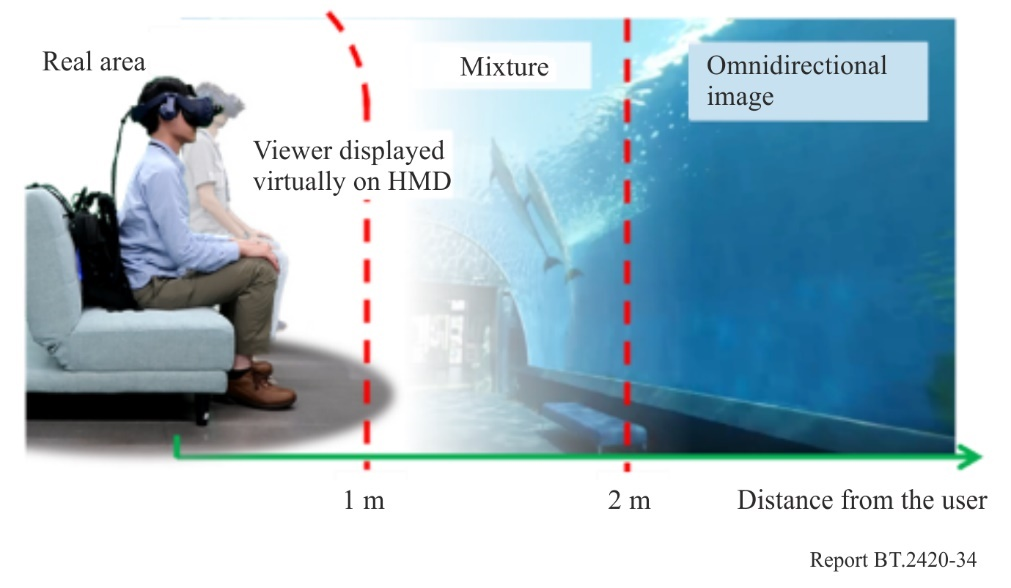 Real area
Mixture
Omnidirectional
image
Viewer displayed
virtually on HMD
1 m
2 m
Distance from the user
Report BT.2420-34